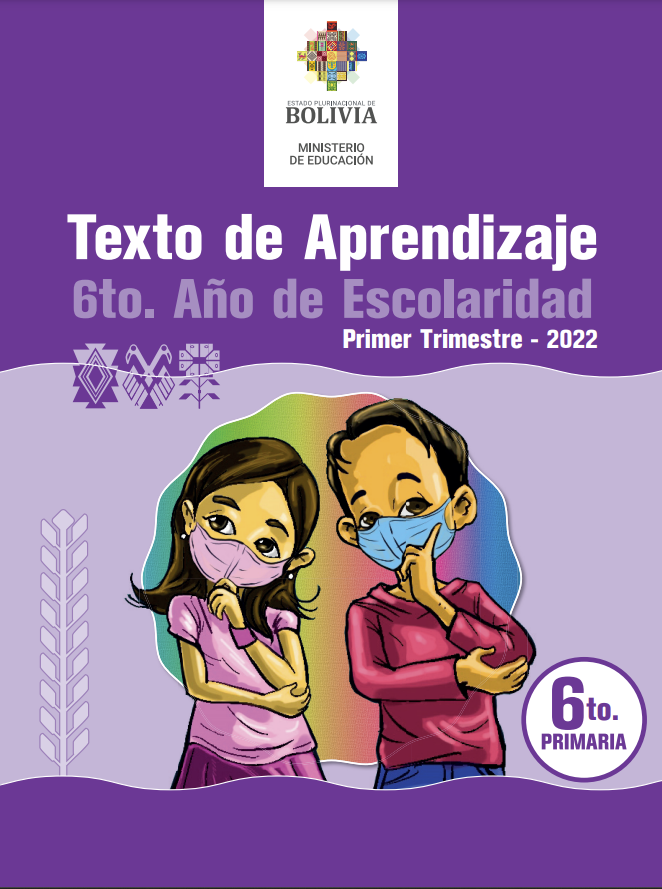 ESTADO PLURINACIONAL DE
BOLIVIA
MINISTERIO
DE EDUCACIÓN
Texto de Aprendizaje
6to. Año de Escolaridad
Primer Trimestre - 2022
6to.
PRIMARIA